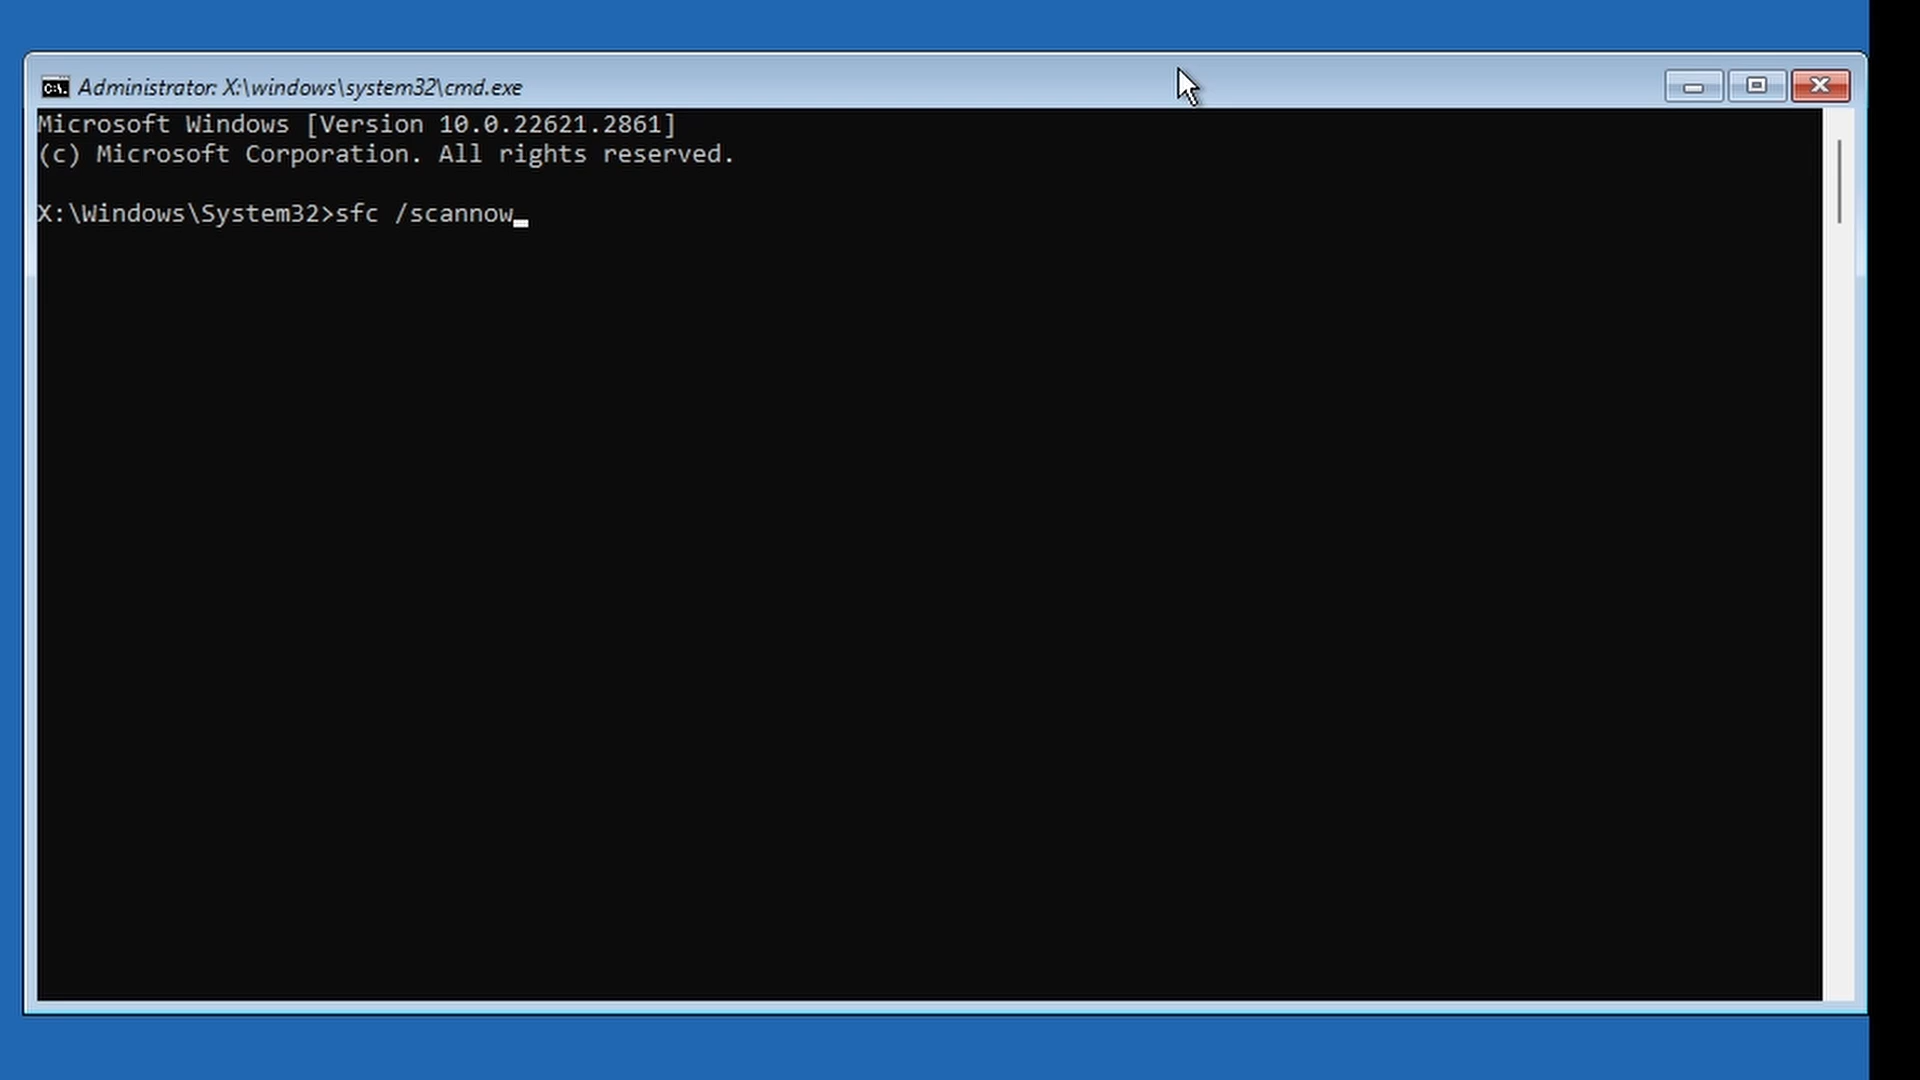 Administrator: X:\windows\system32\cmd.exe
Microsoft Windows [Version 10.0.22621.2861]
(c) Microsoft Corporation. All rights reserved.
X:\Windows\System32>sfc /scannow